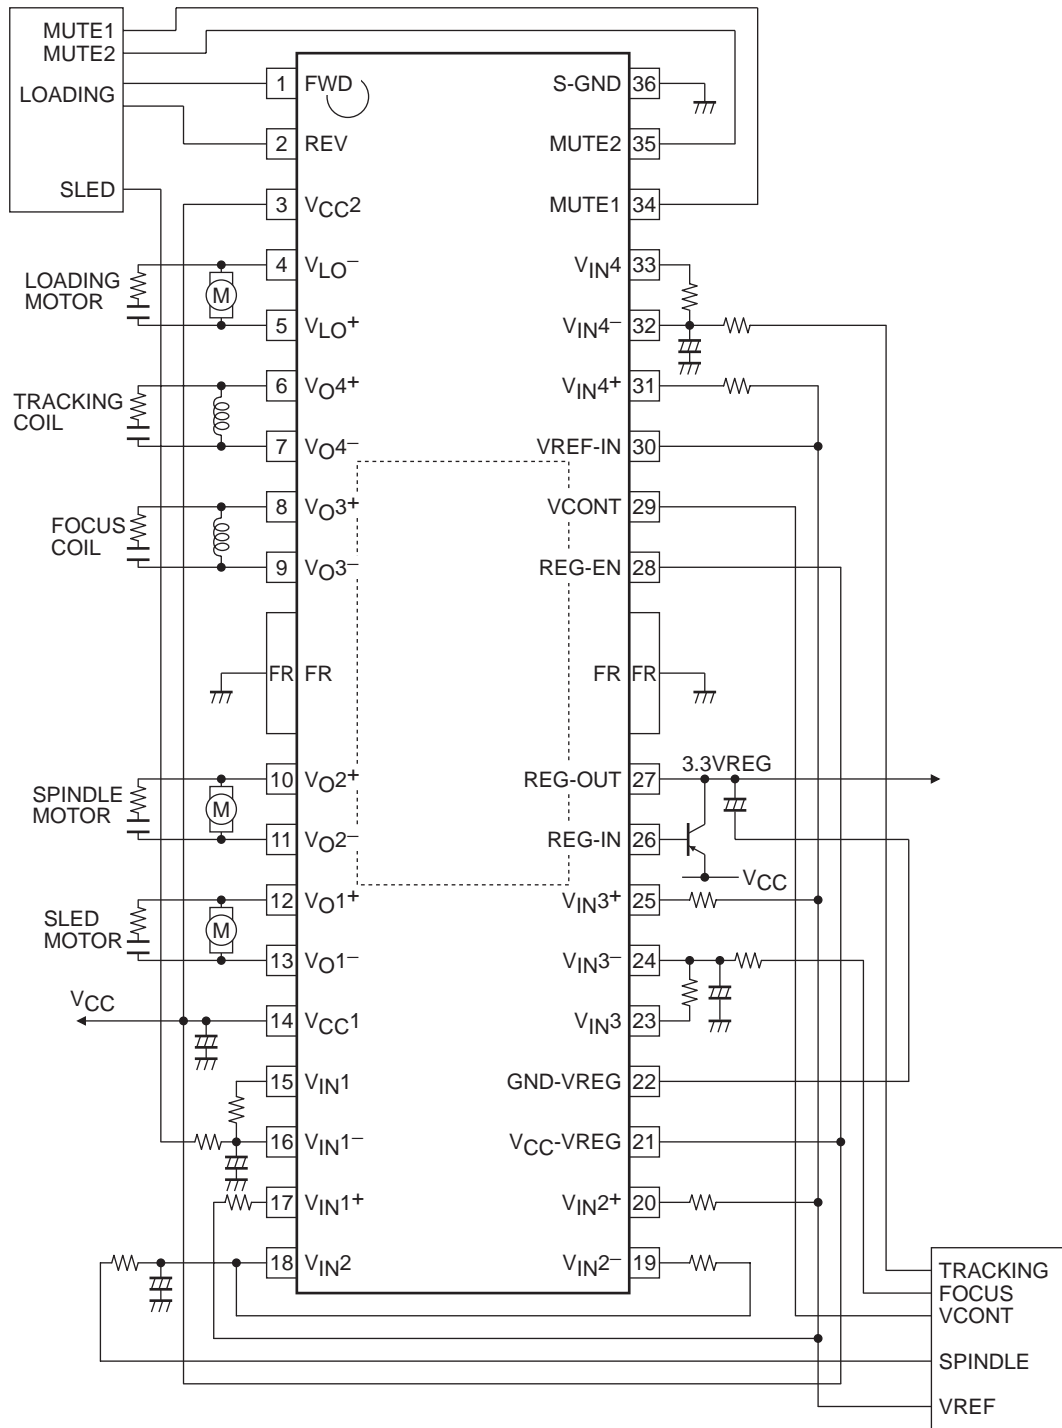 MUTE1
MUTE2
LOADING
SLED
1 FWD
2 REV
3 VCC2
4 VLO−
5 VLO+
6 VO4+
7 VO4−
8 VO3+
9 VO3−
FR FR
10 VO2+
11 VO2−
12 VO1+
13 VO1−
14 VCC1
15 VIN1
16 VIN1−
17 VIN1+
18 VIN2
LOADING
MOTOR
M
TRACKING
COIL
FOCUS
COIL
SPINDLE
MOTOR
M
SLED
MOTOR
M
VCC
S-GND 36
MUTE2 35
MUTE1 34
VIN4 33
VIN4− 32
VIN4+ 31
VREF-IN 30
VCONT 29
REG-EN 28
FR FR
REG-OUT 27
REG-IN 26
VIN3+ 25
VIN3− 24
VIN3 23
GND-VREG 22
VCC-VREG 21
VIN2+ 20
VIN2− 19
3.3VREG
VCC
TRACKING
FOCUS
VCONT
SPINDLE
VREF